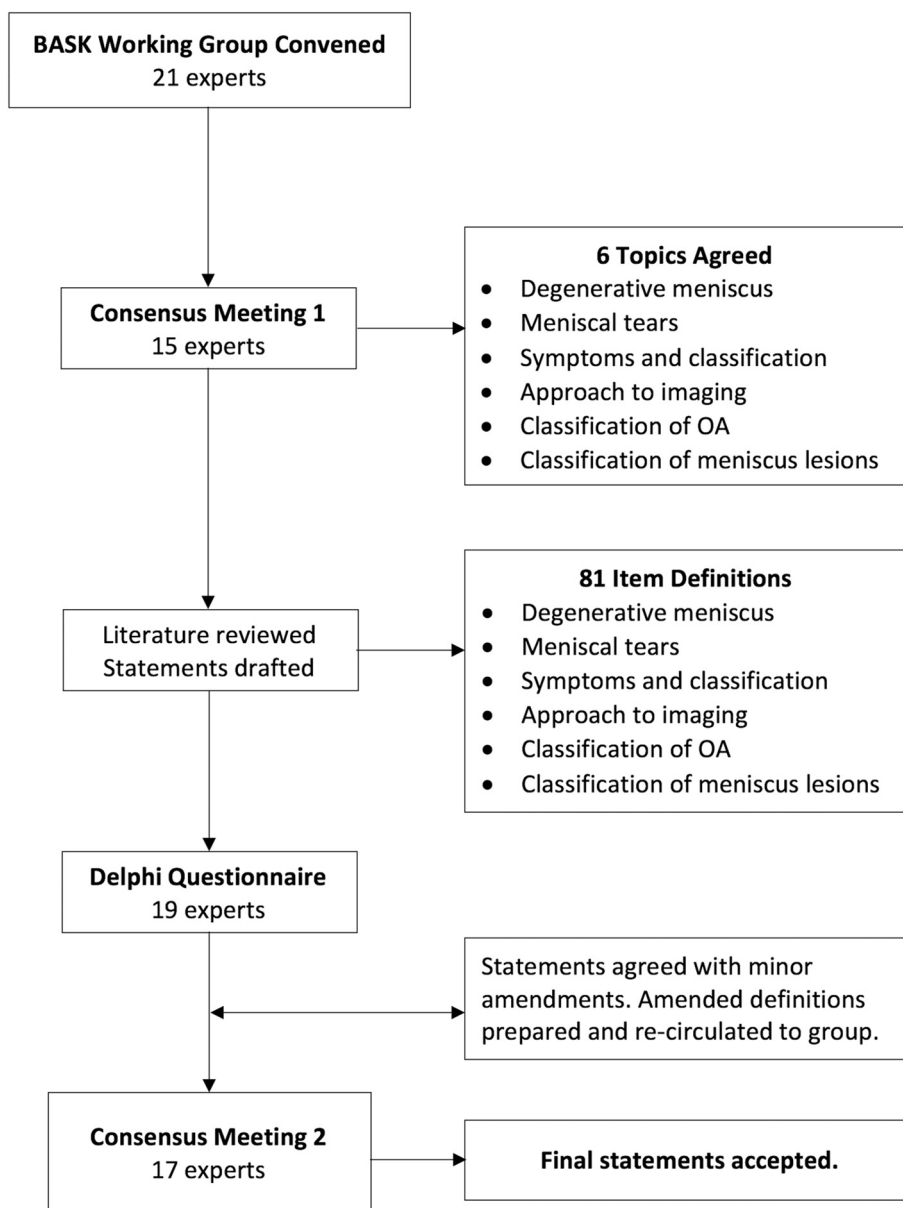 BASK Working Group Convened
21 experts
Consensus Meeting 1
15 experts
6 Topics Agreed
• Degenerative meniscus
• Meniscal tears
• Symptoms and classification
• Approach to imaging
• Classification of OA
• Classification of meniscus lesions
Literature reviewed
Statements drafted
81 Item Definitions
• Degenerative meniscus
• Meniscal tears
• Symptoms and classification
• Approach to imaging
• Classification of OA
• Classification of meniscus lesions
Delphi Questionnaire
19 experts
Statements agreed with minor
amendments. Amended definitions
prepared and re-circulated to group.
Consensus Meeting 2
17 experts
Final statements accepted.